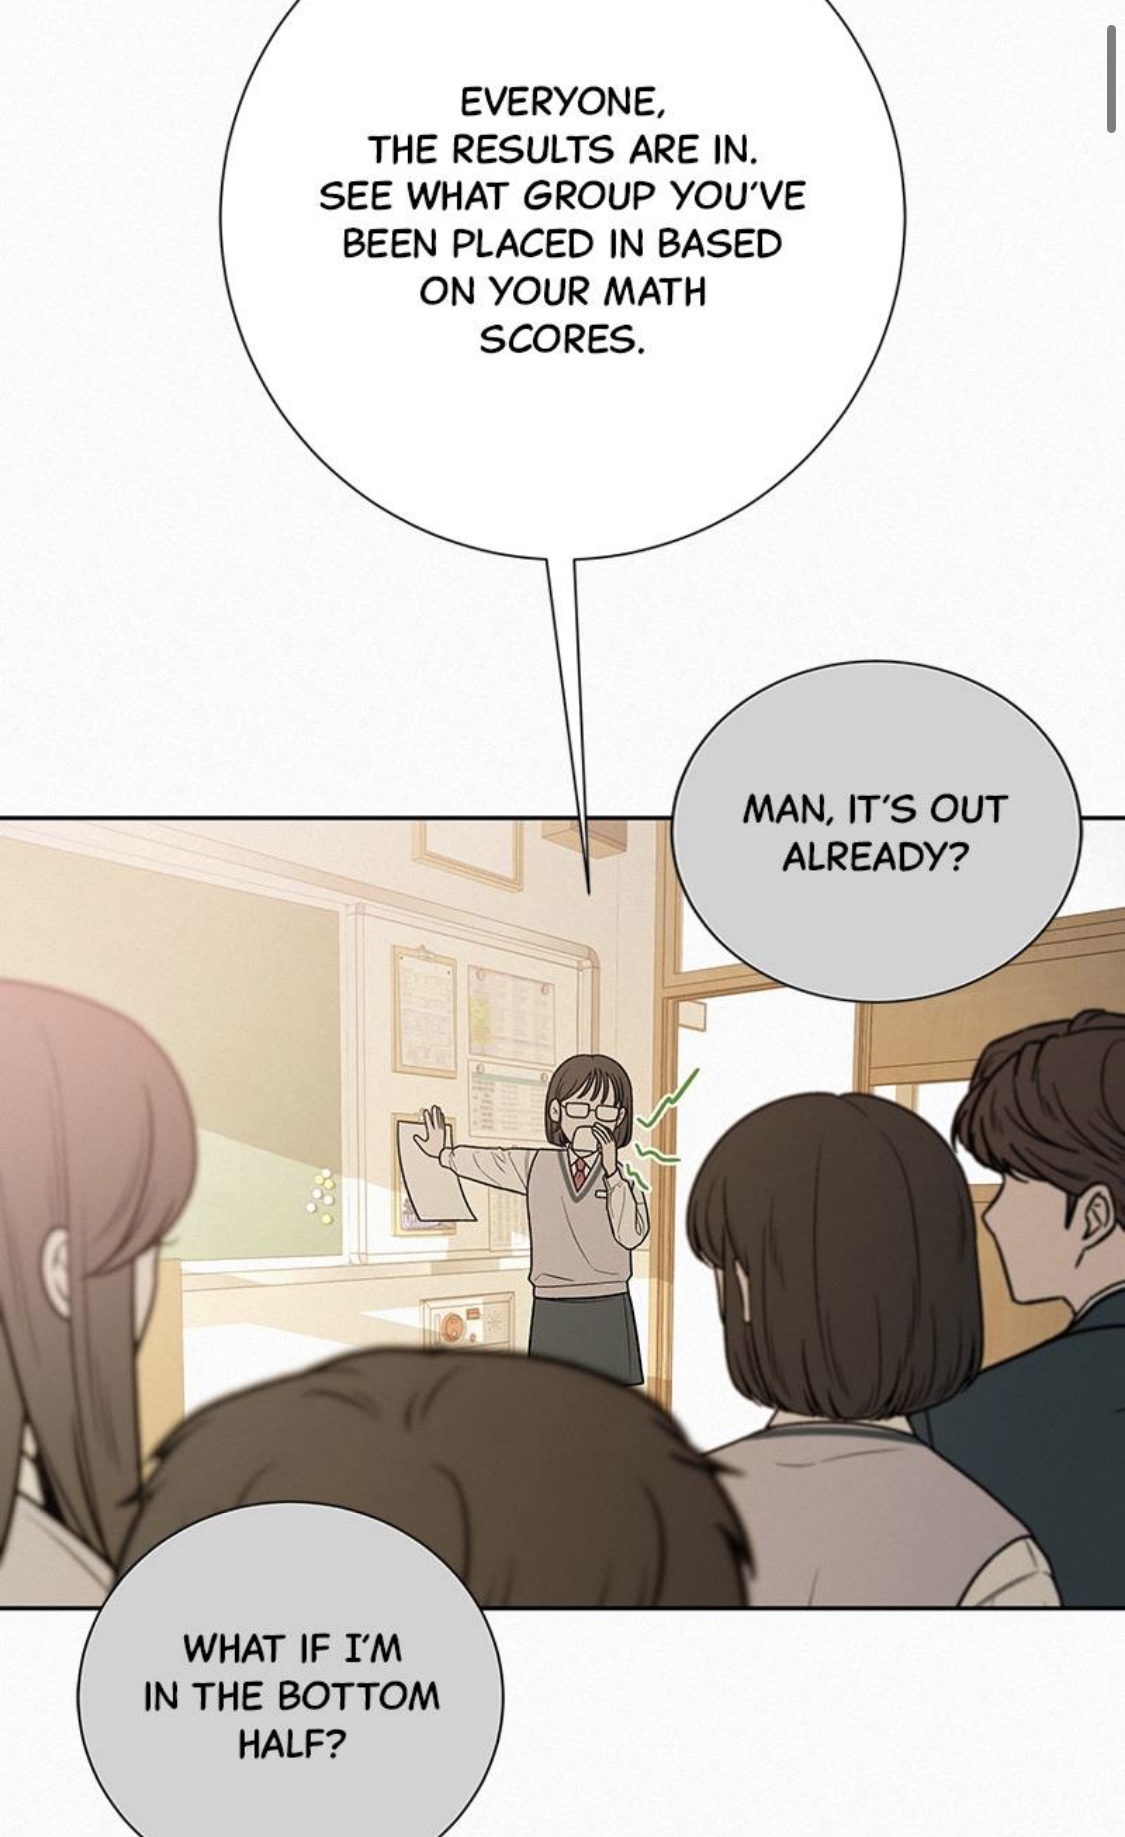 EVERYONE,
THE RESULTS ARE IN.
SEE WHAT GROUP YOU'VE
BEEN PLACED IN BASED
ON YOUR MATH
SCORES.
MAN, IT'S OUT
ALREADY?
WHAT IF I'M
IN THE BOTTOM
HALF?